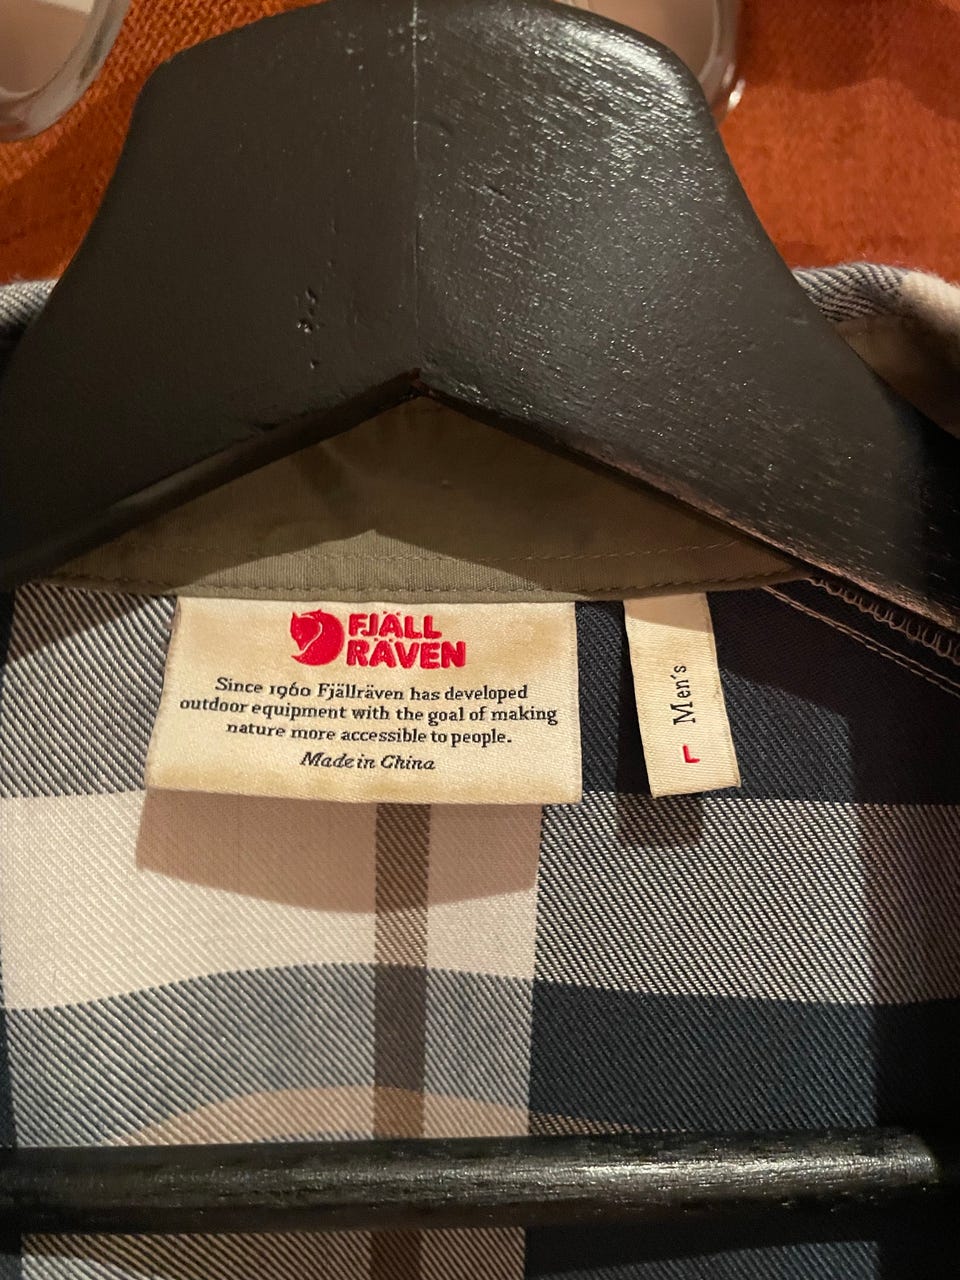 FJÄLL
RÄVEN
Since 1960 Fjällräven has developed
outdoor equipment with the goal of making
nature more accessible to people.
Made in China
L Men's